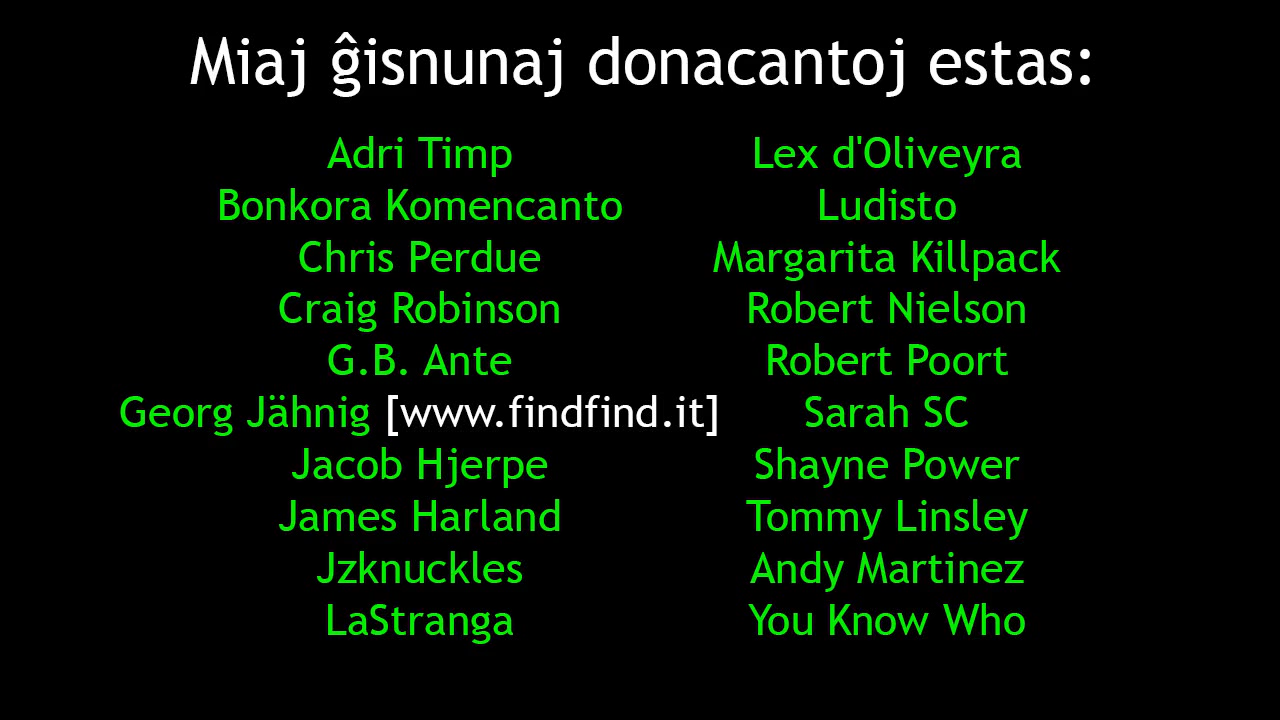 Miaj ĝisnunaj donacantoj estas:
Adri Timp
Bonkora Komencanto
Chris Perdue
Craig Robinson
G.B. Ante
Georg Jähnig [www.findfind.it]
Jacob Hjerpe
James Harland
Jzknuckles
LaStranga
Lex d'Oliveyra
Ludisto
Margarita Killpack
Robert Nielson
Robert Poort
Sarah SC
Shayne Power
Tommy Linsley
Andy Martinez
You Know Who